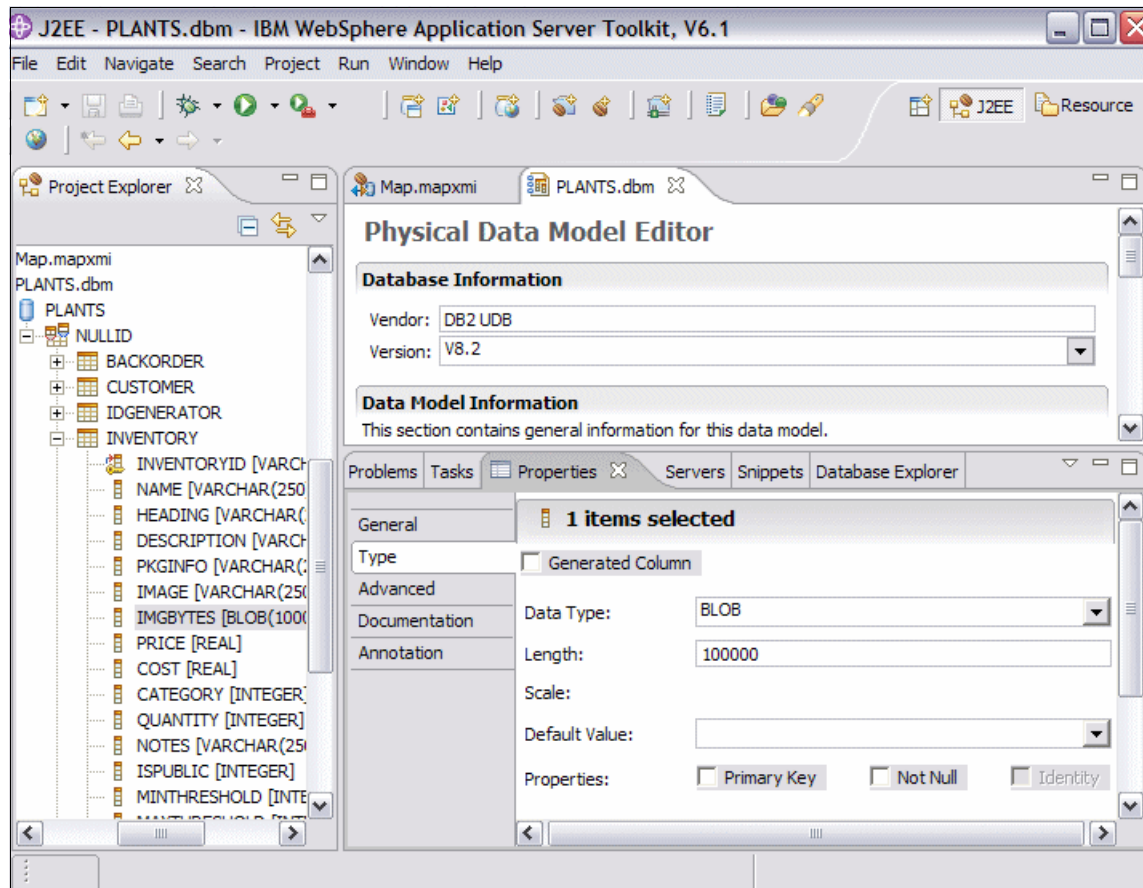 J2EE - PLANTS.dbm - IBM WebSphere Application Server Toolkit, V6.1
File Edit Navigate Search Project Run Window Help
J2EE Resource
Project Explorer
Map.mapxmi PLANTS.dbm
Map.mapxmi
PLANTS.dbm
PLANTS
NULLID
BACKORDER
CUSTOMER
IDGENERATOR
INVENTORY
INVENTORYID [VARCH
NAME [VARCHAR(250
HEADING [VARCHAR(
DESCRIPTION [VARCH
PKGINFO [VARCHAR(
IMAGE [VARCHAR(25
IMGBYTES [BLOB(100
PRICE [REAL]
COST [REAL]
CATEGORY [INTEGER]
QUANTITY [INTEGER]
NOTES [VARCHAR(25
ISPUBLIC [INTEGER]
MINTHRESHOLD [INTE
Physical Data Model Editor
Database Information
Vendor: DB2 UDB
Version: V8.2
Data Model Information
This section contains general information for this data model.
Problems Tasks Properties Servers Snippets Database Explorer
General
Type
Advanced
Documentation
Annotation
1 items selected
Generated Column
Data Type: BLOB
Length: 100000
Scale:
Default Value:
Properties: Primary Key Not Null Identity